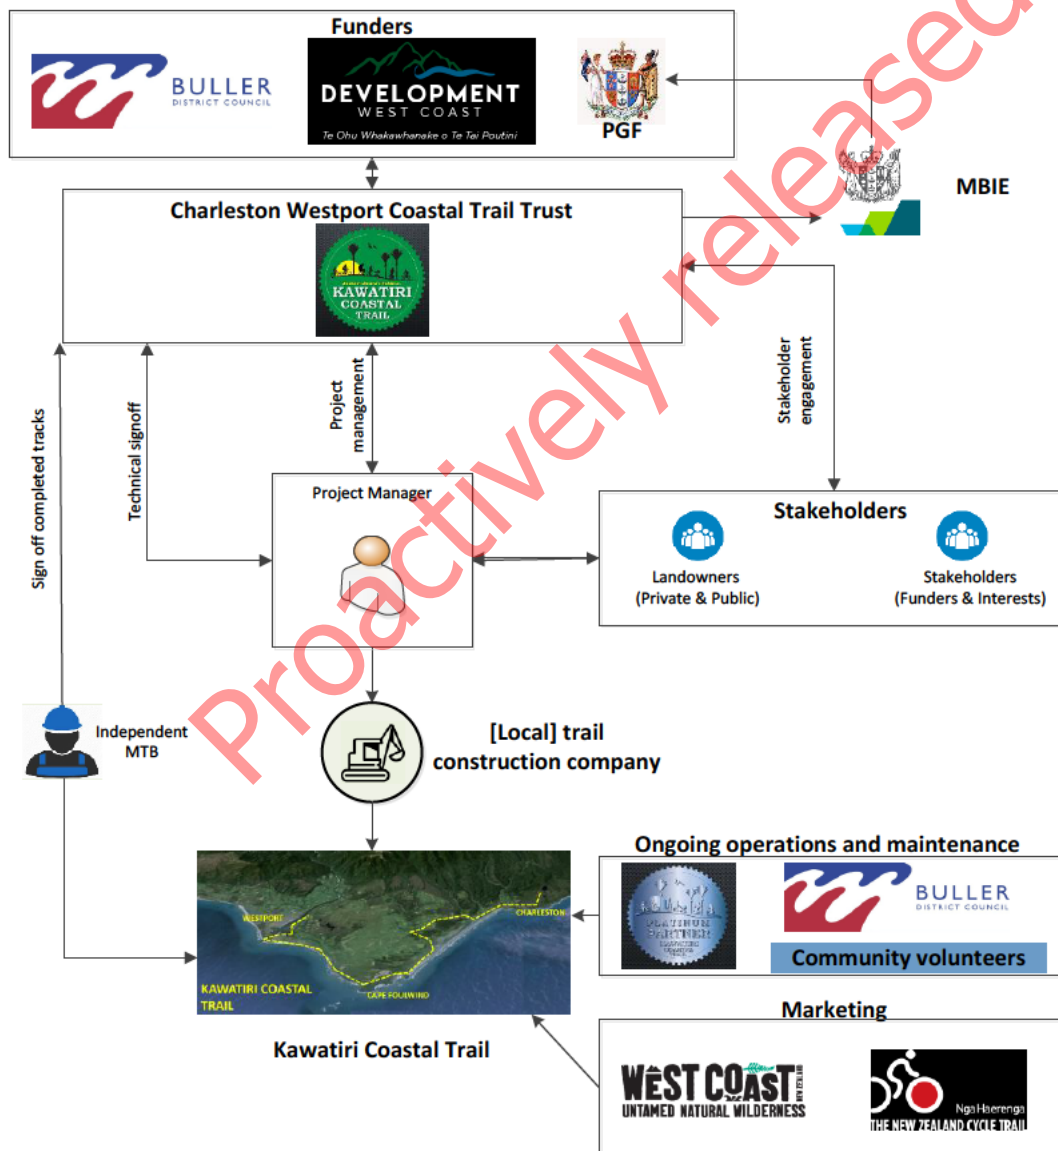 Funders
BULLER
DISTRICT COUNCIL
DEVELOPMENT
WEST COAST
Te Ohu Whakawhanake o Te Tai Poutini
PGF
MBIE
Charleston Westport Coastal Trail Trust
KAWATIRI
COASTAL
TRAIL
Sign off completed tracks
Technical signoff
Project
management
Stakeholder
engagement
Project Manager
Stakeholders
Landowners
(Private & Public)
Stakeholders
(Funders & Interests)
Independent
MTB
[Local] trail
construction company
Ongoing operations and maintenance
PLATINUM
PARTNER
BULLER
DISTRICT COUNCIL
Community volunteers
WESTPORT
CHARLESTON
CAPE FOULWIND
KAWATIRI COASTAL
TRAIL
Kawatiri Coastal Trail
Marketing
WEST COAST
NEW ZEALAND
UNTAMED NATURAL WILDERNESS
Nga Haerenga
THE NEW ZEALAND CYCLE TRAIL
Proactively released